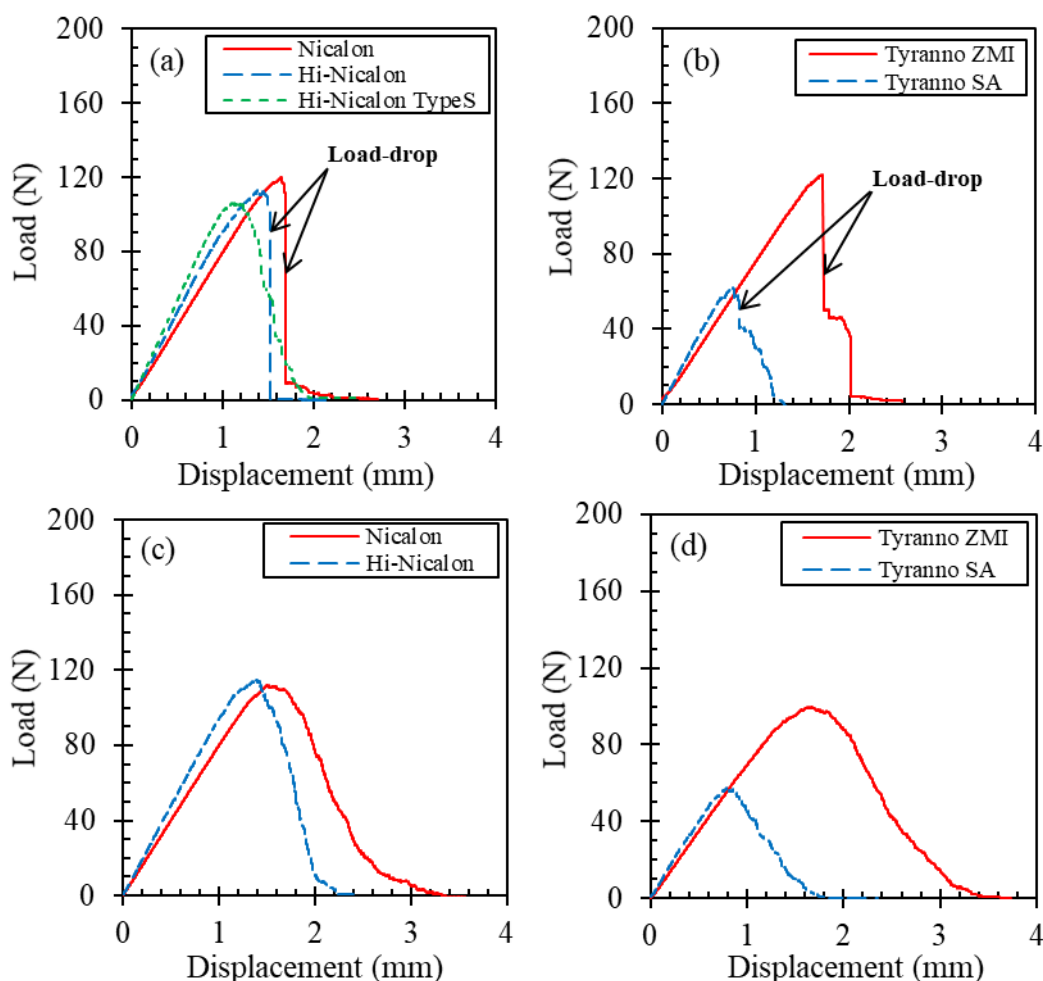 (a)
Nicalon
Hi-Nicalon
Hi-Nicalon TypeS
Load-drop
Load (N)
200
160
120
80
40
0
0 1 2 3 4
Displacement (mm)
(b)
Tyranno ZMI
Tyranno SA
Load-drop
Load (N)
200
160
120
80
40
0
0 1 2 3 4
Displacement (mm)
(c)
Nicalon
Hi-Nicalon
Load (N)
200
160
120
80
40
0
0 1 2 3 4
Displacement (mm)
(d)
Tyranno ZMI
Tyranno SA
Load (N)
200
160
120
80
40
0
0 1 2 3 4
Displacement (mm)